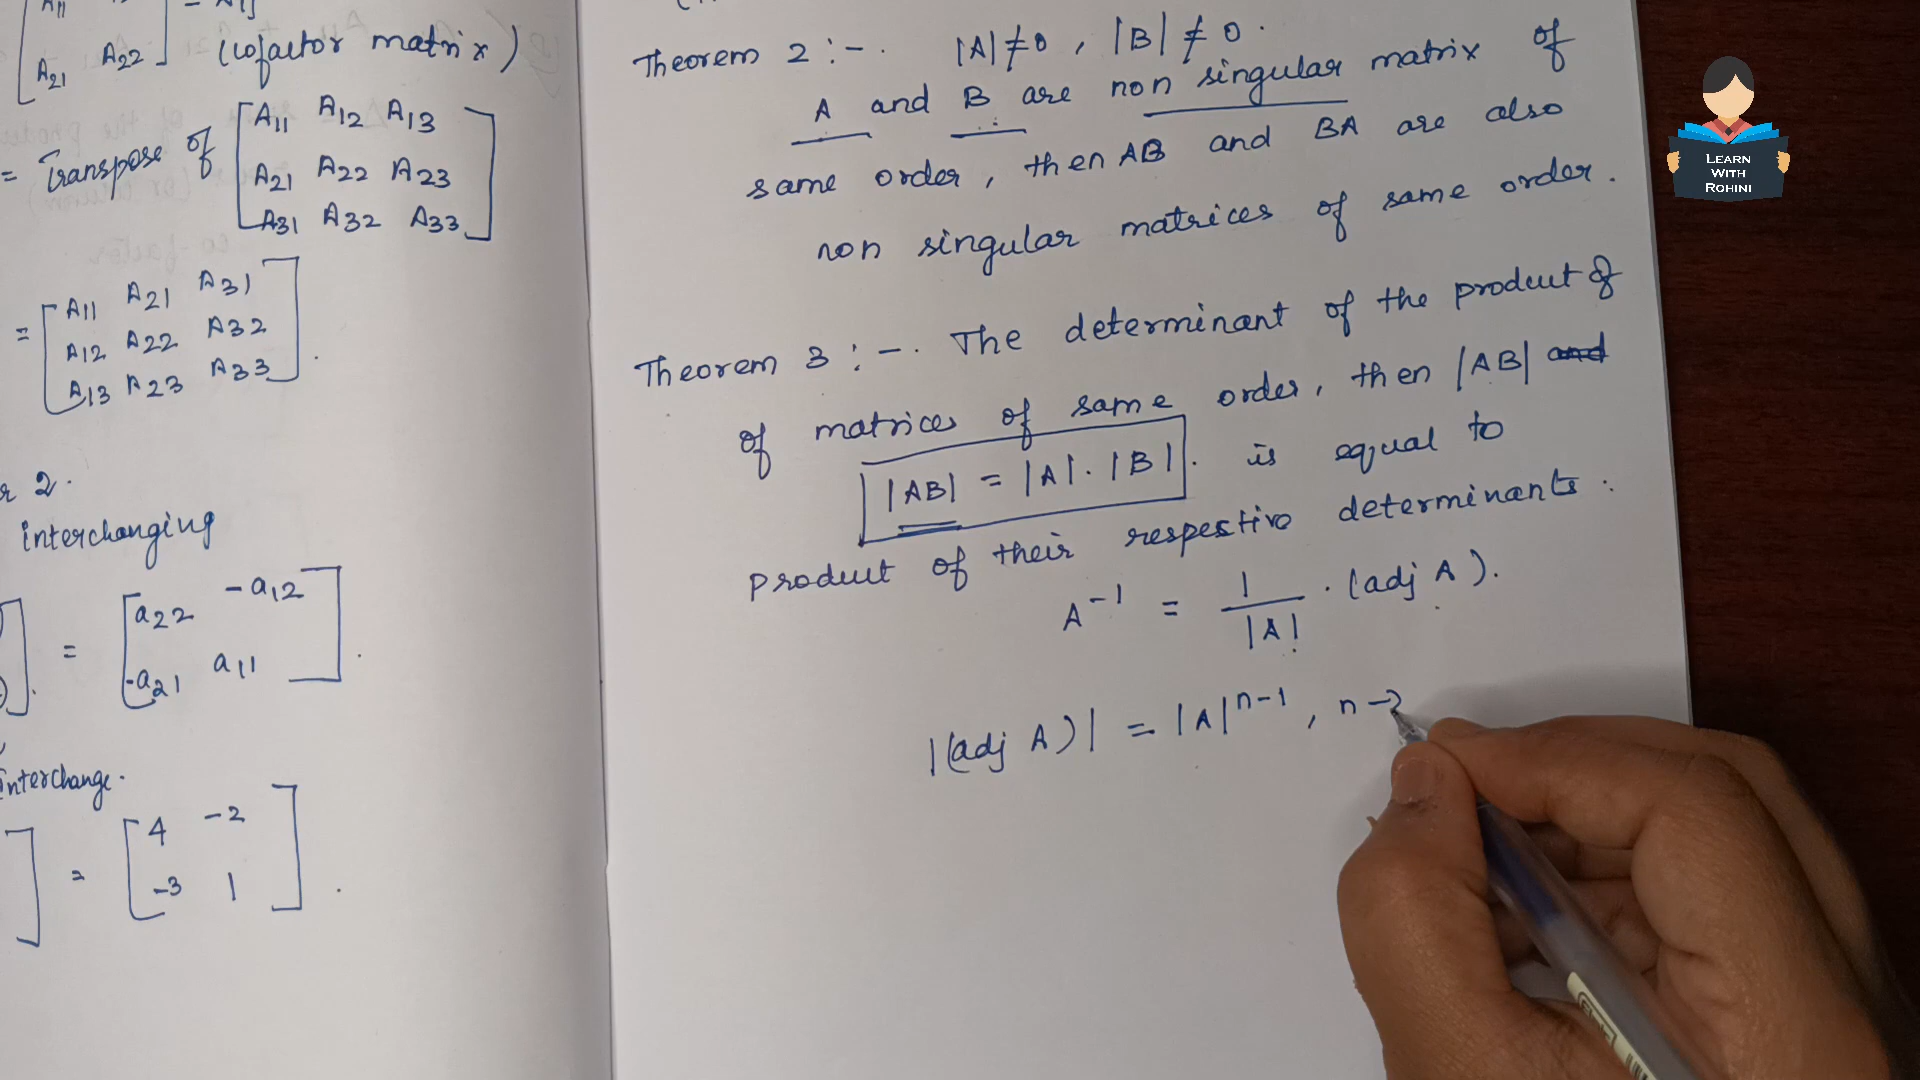 A11
= Aij
A21 A22 (cofactor matrix)
= Transpose of [A11 A12 A13
A21 A22 A23
A31 A32 A33]
= [A11 A21 A31
A12 A22 A32
A13 A23 A33].
2.
interchanging
] = [a22 -a12
-a21 a11].
interchange.
] = [4 -2
-3 1].
Theorem 2 :-. |A|≠0, |B|≠0.
A and B are non singular matrix of
same order, then AB and BA are also
non singular matrices of same order.
Theorem 3 :-. The determinant of the product of
of matrices of same order, then |AB| and
|AB| = |A|.|B|. is equal to
product of their respective determinants.
A⁻¹ = 1/|A| . (adj A).
|(adj A)| = |A|ⁿ⁻¹, n→
LEARN
WITH
ROHINI